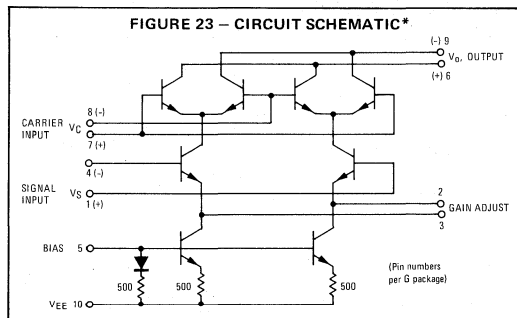 FIGURE 23 – CIRCUIT SCHEMATIC*
(-) 9
Vo, OUTPUT
(+) 6
8 (-)
CARRIER INPUT VC
7 (+)
4 (-)
SIGNAL INPUT VS
1 (+)
2
GAIN ADJUST
3
BIAS 5
500
500
500
(Pin numbers
per G package)
VEE 10